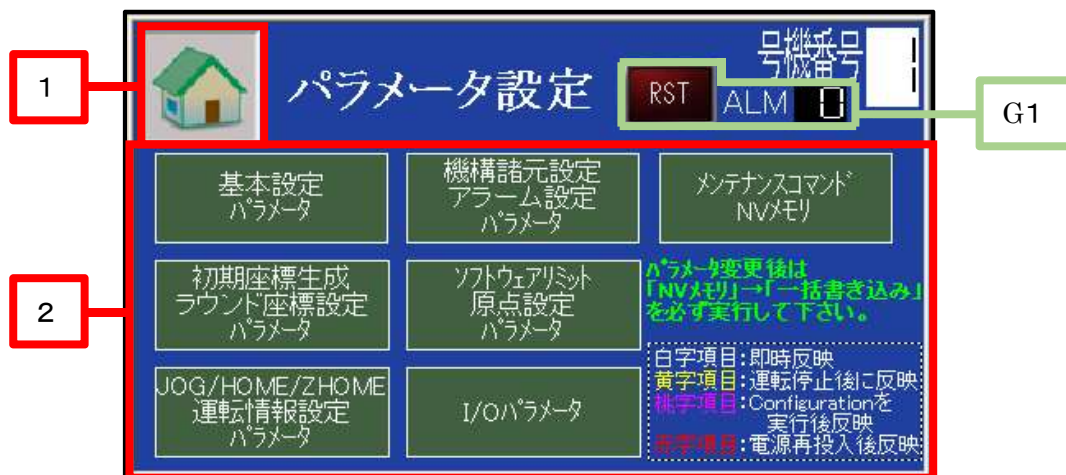 1
パラメータ設定
RST
ALM 0
号機番号
1
G1
2
基本設定
パラメータ
機構諸元設定
アラーム設定
パラメータ
メンテナンスコマンド
NVメモリ
初期座標生成
ラウンド座標設定
パラメータ
ソフトウェアリミット
原点設定
パラメータ
パラメータ変更後は
「NVメモリ」→「一括書き込み」
を必ず実行して下さい。
JOG/HOME/ZHOME
運転情報設定
パラメータ
I/Oパラメータ
白字項目:即時反映
黄字項目:運転停止後に反映
桃字項目:Configurationを
実行後反映
赤字項目:電源再投入後反映